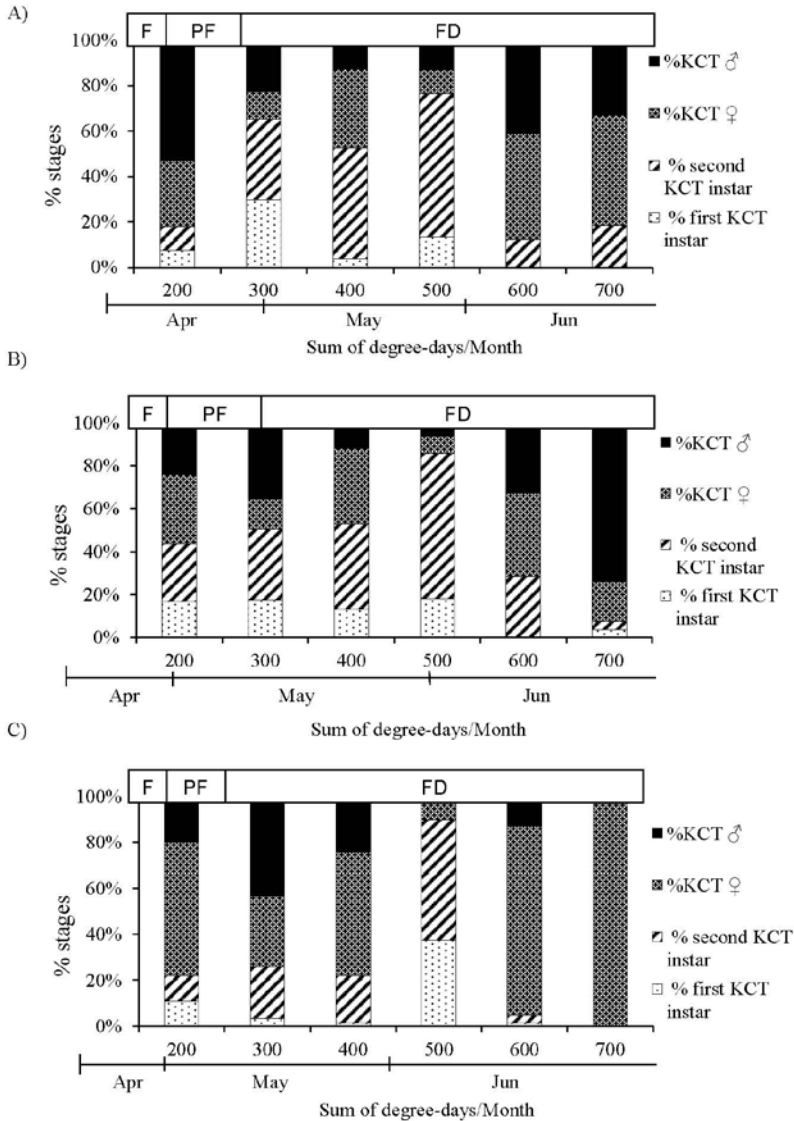 A)
F PF FD
100%
80%
60%
40%
20%
0%
% stages
%KCT ♂
%KCT ♀
% second
KCT instar
% first KCT
instar
200 300 400 500 600 700
Apr May Jun
Sum of degree-days/Month
B)
F PF FD
100%
80%
60%
40%
20%
0%
% stages
%KCT ♂
%KCT ♀
% second
KCT instar
% first KCT
instar
200 300 400 500 600 700
Apr May Jun
Sum of degree-days/Month
C)
F PF FD
100%
80%
60%
40%
20%
0%
% stages
%KCT ♂
%KCT ♀
% second KCT
instar
% first KCT
instar
200 300 400 500 600 700
Apr May Jun
Sum of degree-days/Month